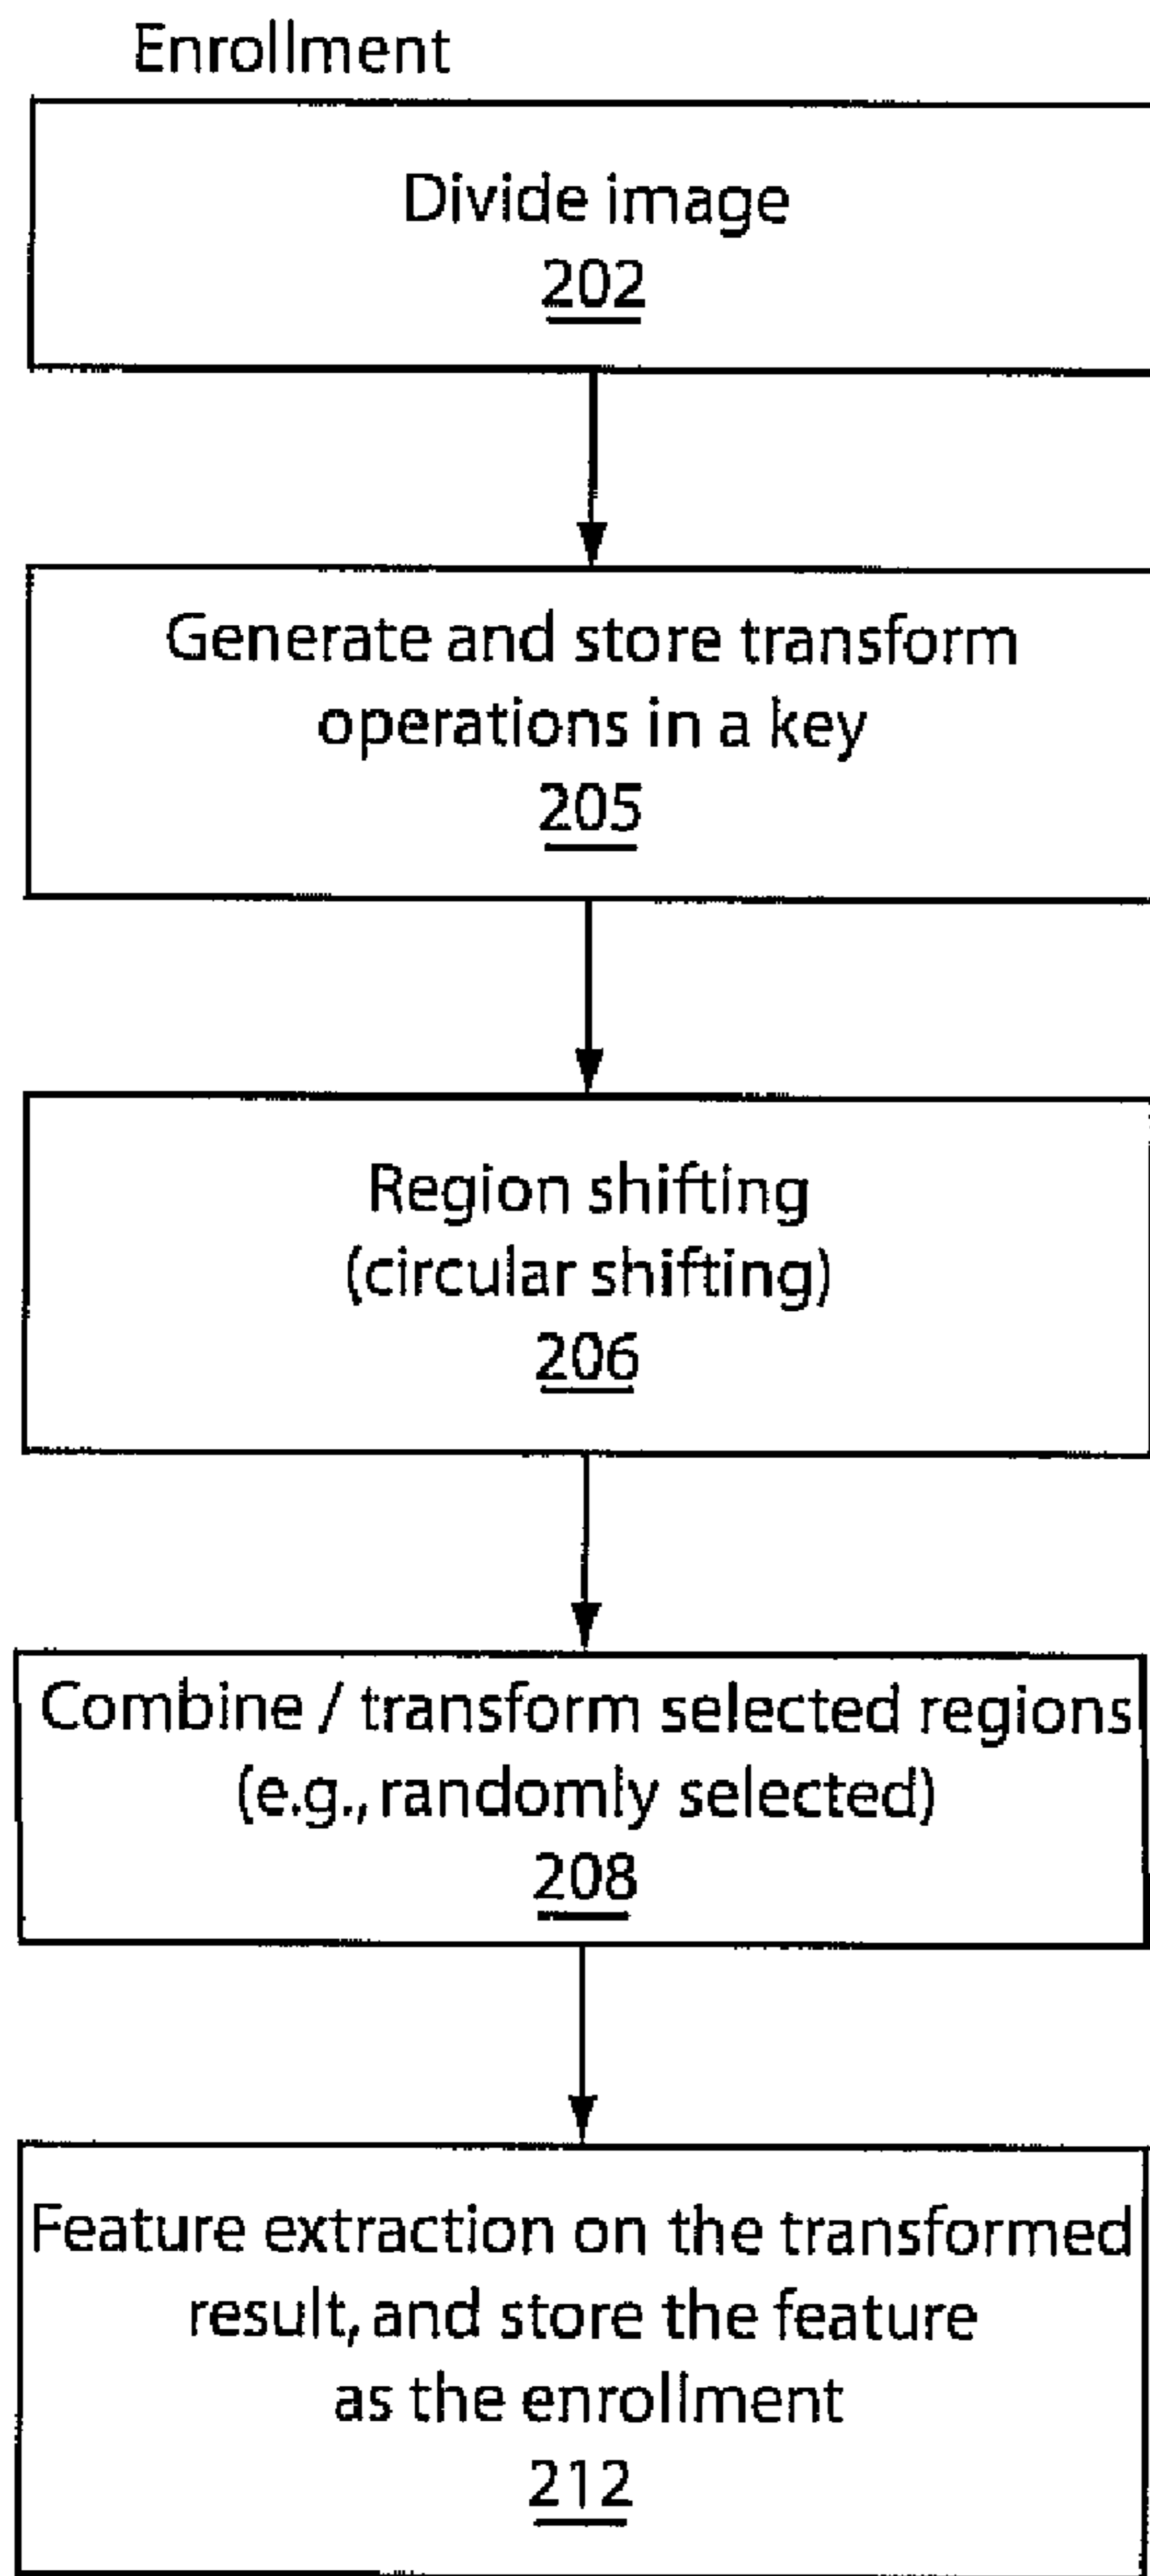 Enrollment
Divide image
202
Generate and store transform
operations in a key
205
Region shifting
(circular shifting)
206
Combine / transform selected regions
(e.g., randomly selected)
208
Feature extraction on the transformed
result, and store the feature
as the enrollment
212